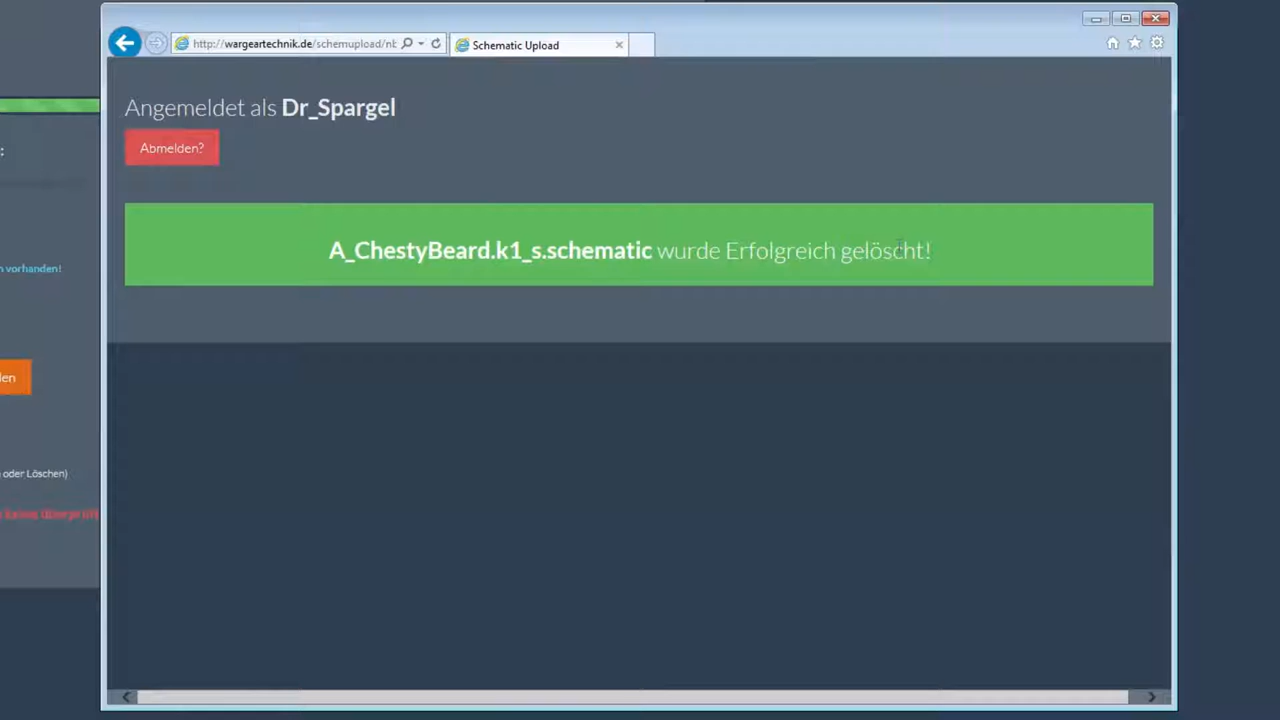 http://wargeartechnik.de/schemupload/nt
Schematic Upload
Angemeldet als Dr_Spargel
Abmelden?
:
A_ChestyBeard.k1_s.schematic wurde Erfolgreich gelöscht!
n vorhanden!
den
oder Löschen)